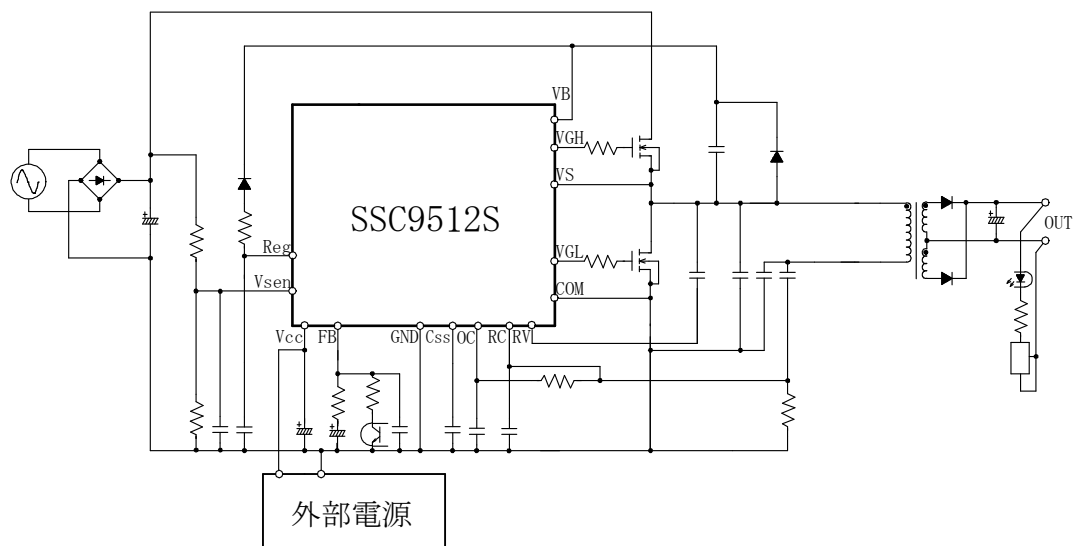 VB
VGH
VS
SSC9512S
OUT
Reg
VGL
Vsen
COM
Vcc FB GND Css OC RC RV
外部電源